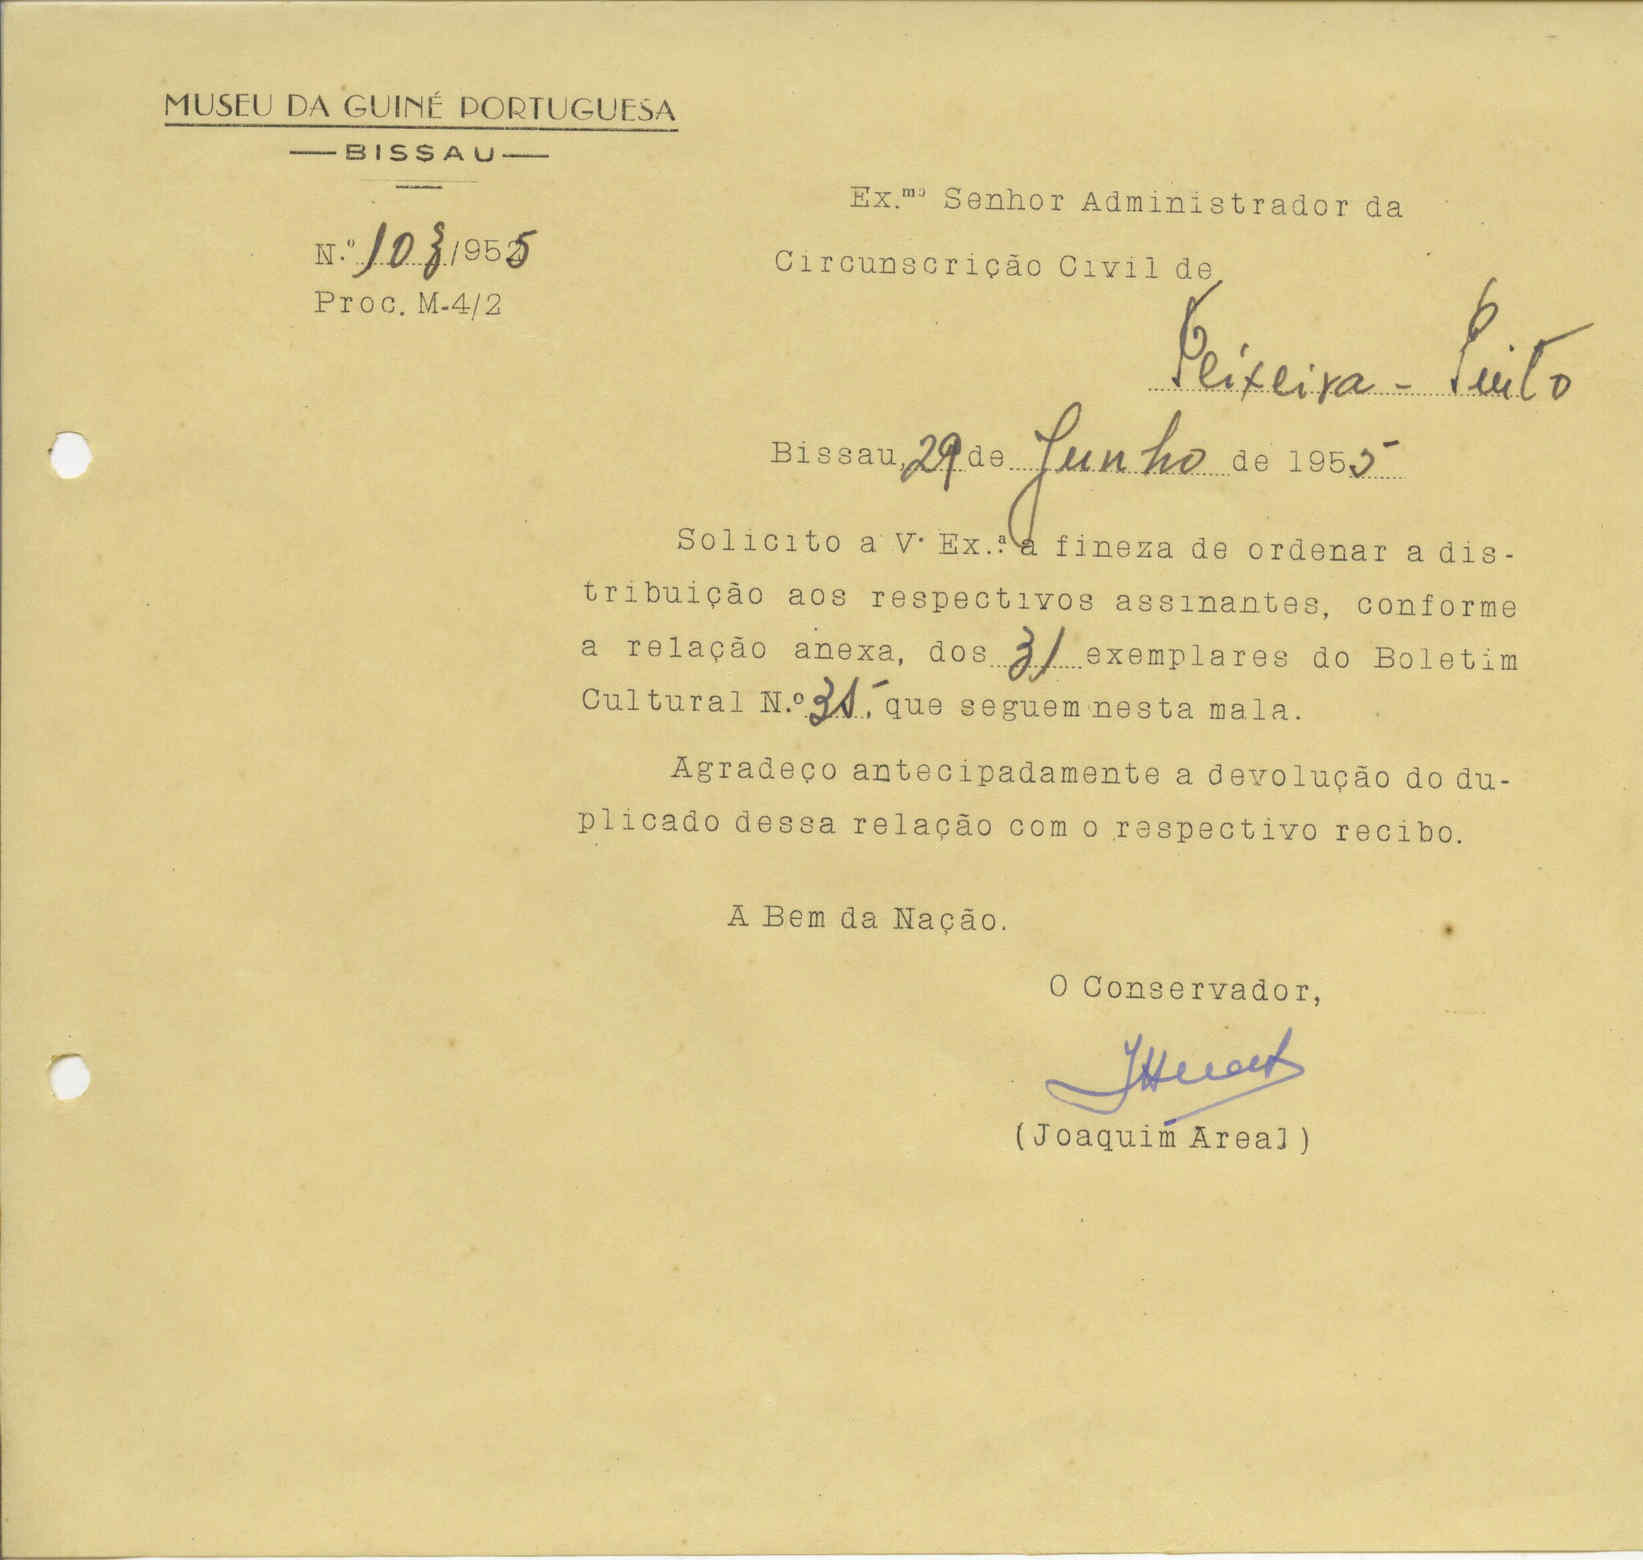 MUSEU DA GUINÉ PORTUGUESA
BISSAU
N.º 103/1955
Proc. M-4/2
Ex.mo Senhor Administrador da
Circunscrição Civil de
Teixeira - Pinto
Bissau, 29 de Junho de 1955
Solicito a V. Ex.ª a fineza de ordenar a dis-
tribuição aos respectivos assinantes, conforme
a relação anexa, dos 31 exemplares do Boletim
Cultural N.º 35, que seguem nesta mala.
Agradeço antecipadamente a devolução do du-
plicado dessa relação com o respectivo recibo.
A Bem da Nação.
O Conservador,
(Joaquim Areal)